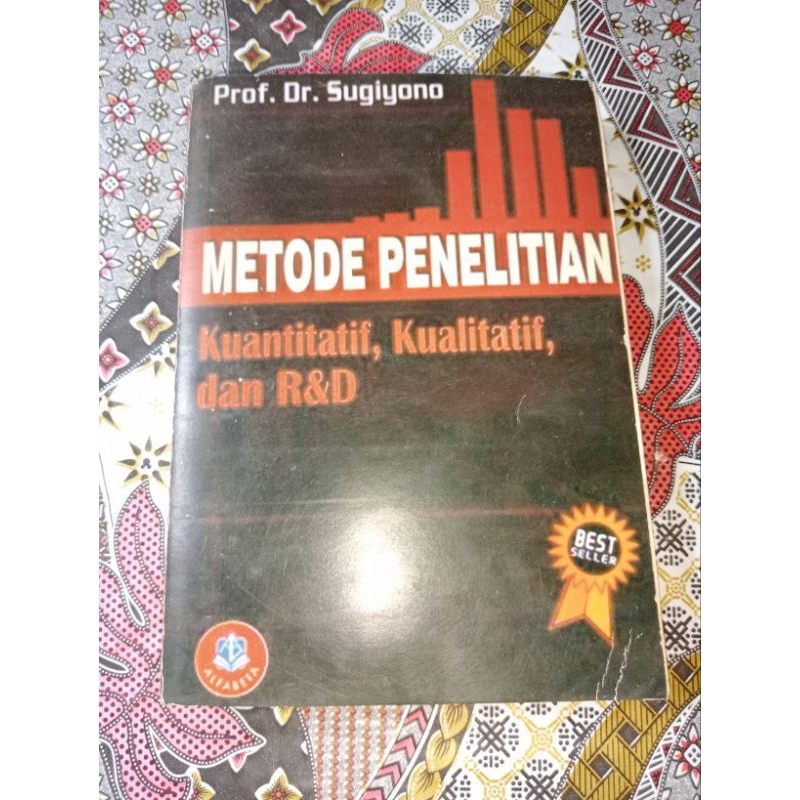 Prof. Dr. Sugiyono
METODE PENELITIAN
Kuantitatif, Kualitatif,
dan R&D
BEST
SELLER
ALFABETA